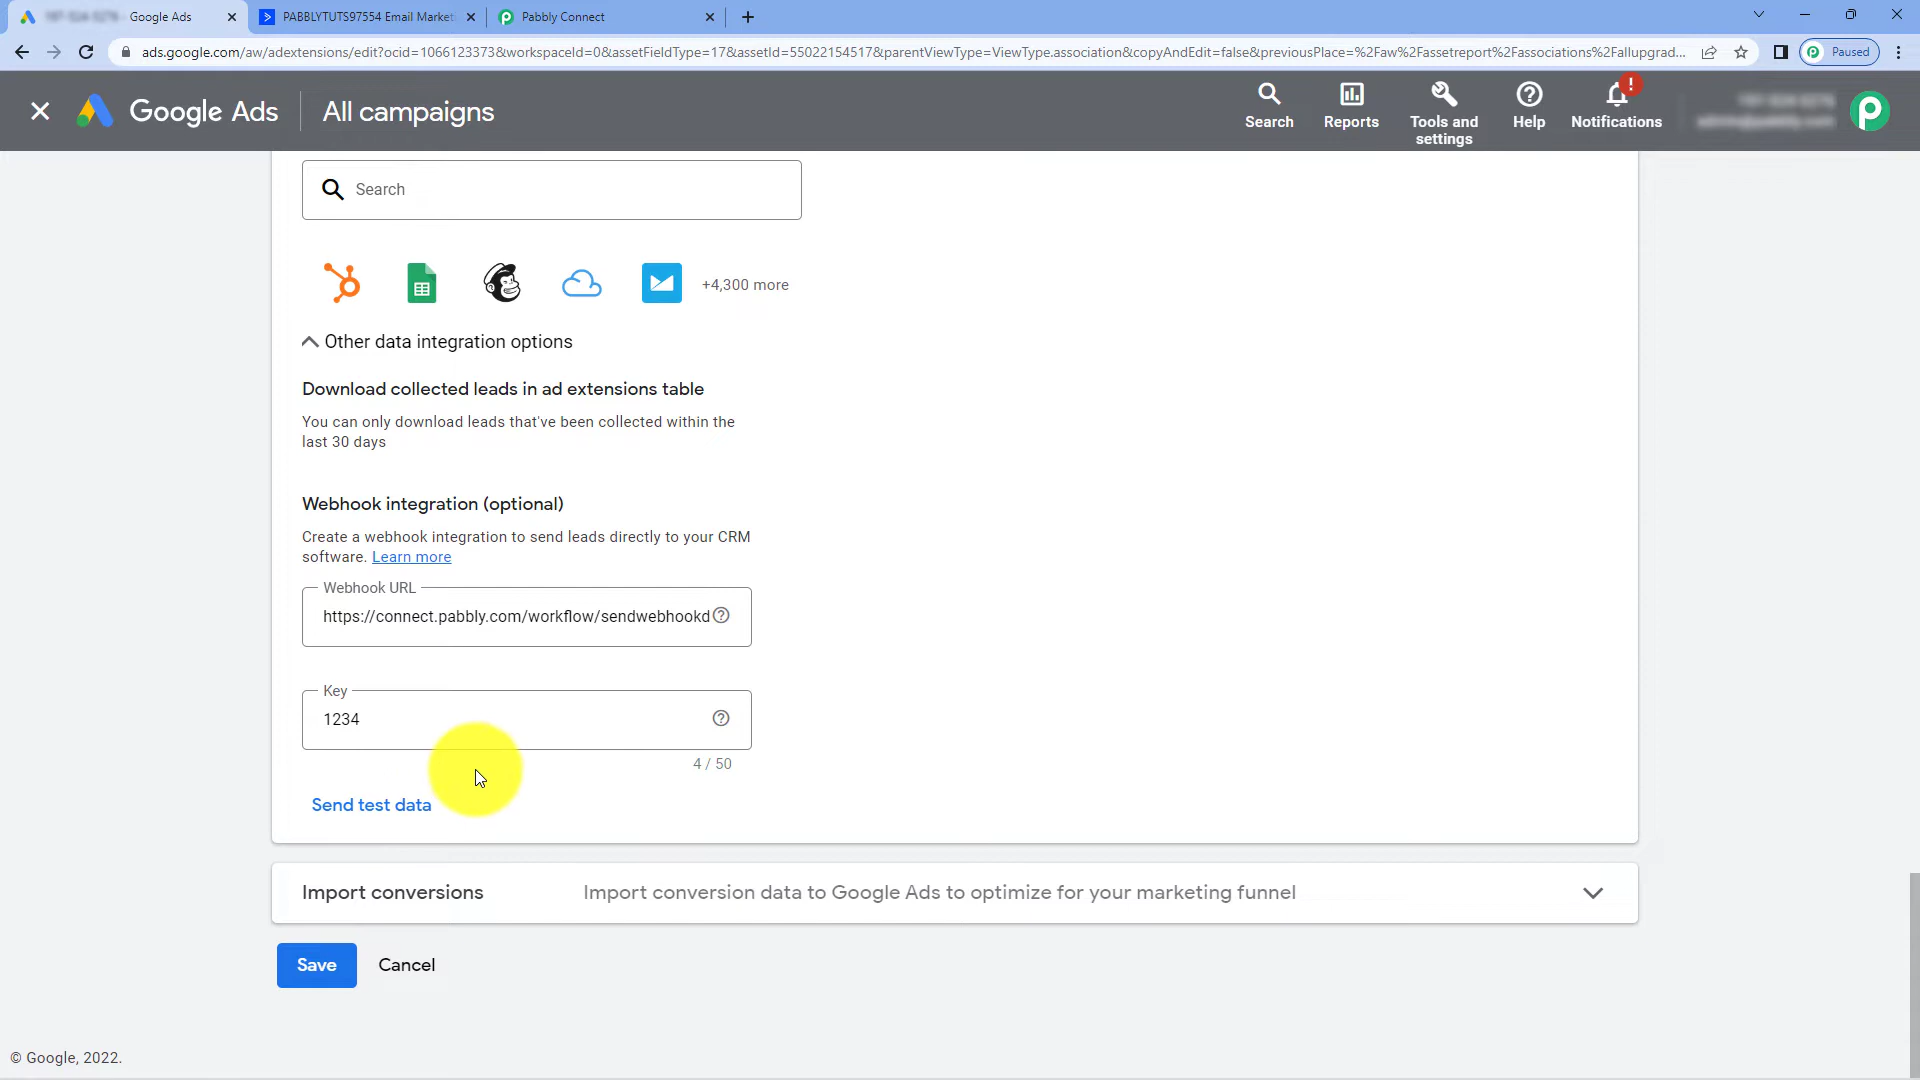 Google Ads
PABBLYTUTS97554 Email Market
Pabbly Connect
ads.google.com/aw/adextensions/edit?ocid=1066123373&workspaceId=0&assetFieldType=17&assetId=55022154517&parentViewType=ViewType.association&copyAndEdit=false&previousPlace=%2Faw%2Fassetreport%2Fassociations%2Fallupgrad...
Paused
Google Ads
All campaigns
Search
Reports
Tools and
settings
Help
Notifications
Search
+4,300 more
Other data integration options
Download collected leads in ad extensions table
You can only download leads that've been collected within the
last 30 days
Webhook integration (optional)
Create a webhook integration to send leads directly to your CRM
software. Learn more
Webhook URL
https://connect.pabbly.com/workflow/sendwebhookd
Key
1234
4 / 50
Send test data
Import conversions
Import conversion data to Google Ads to optimize for your marketing funnel
Save
Cancel
© Google, 2022.